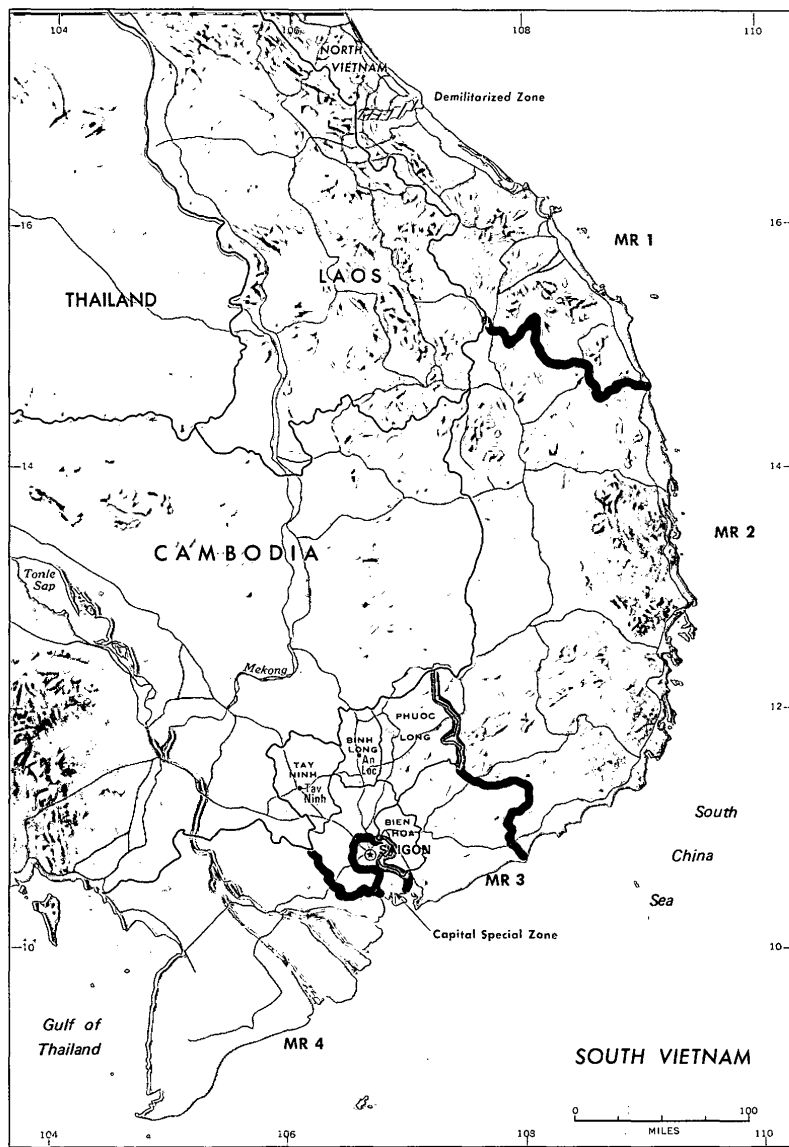 104
106
108
110
NORTH
VIETNAM
Demilitarized Zone
16
16
MR 1
LAOS
THAILAND
14
14
MR 2
CAMBODIA
Tonle
Sap
Mekong
PHUOC
LONG
BINH
LONG
An
Loc
TAY
NINH
Tay
Ninh
12
BIEN
HOA
SAIGON
South
China
Sea
MR 3
Capital Special Zone
10
10
Gulf of
Thailand
MR 4
SOUTH VIETNAM
0
100
MILES
104
106
108
110